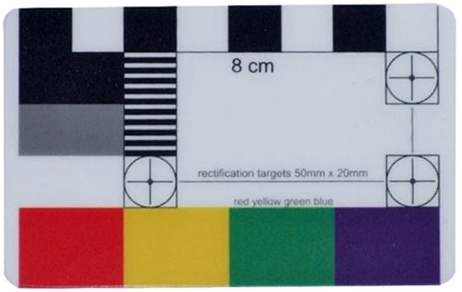 8 cm
rectification targets 50mm x 20mm
red yellow green blue